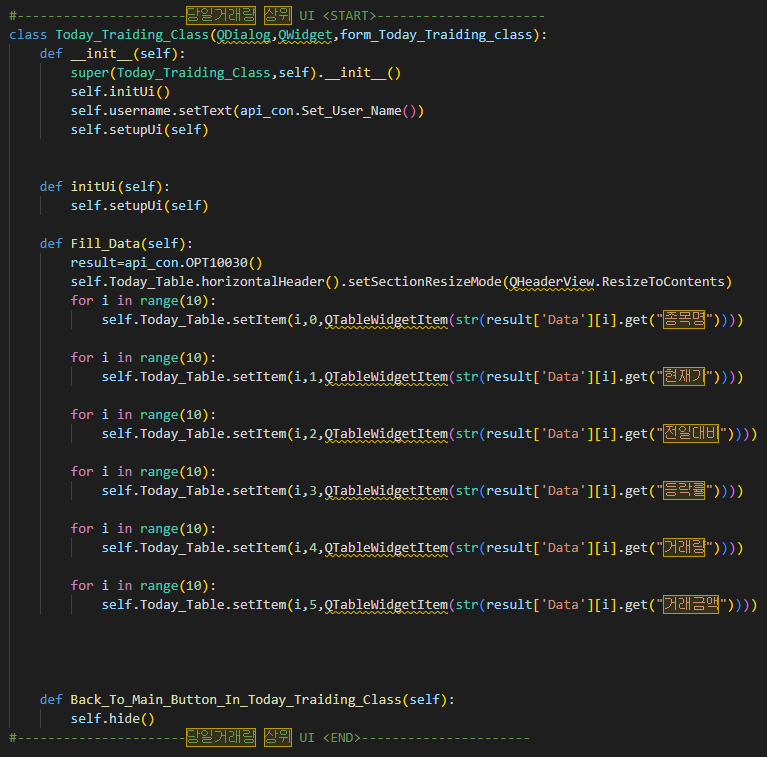 #----------------------당일거래량 상위 UI <START>----------------------
class Today_Traiding_Class(QDialog,QWidget,form_Today_Traiding_class):
    def __init__(self):
        super(Today_Traiding_Class,self).__init__()
        self.initUi()
        self.username.setText(api_con.Set_User_Name())
        self.setupUi(self)
    def initUi(self):
        self.setupUi(self)
    def Fill_Data(self):
        result=api_con.OPT10030()
        self.Today_Table.horizontalHeader().setSectionResizeMode(QHeaderView.ResizeToContents)
        for i in range(10):
            self.Today_Table.setItem(i,0,QTableWidgetItem(str(result['Data'][i].get("종목명"))))
        for i in range(10):
            self.Today_Table.setItem(i,1,QTableWidgetItem(str(result['Data'][i].get("현재가"))))
        for i in range(10):
            self.Today_Table.setItem(i,2,QTableWidgetItem(str(result['Data'][i].get("전일대비"))))
        for i in range(10):
            self.Today_Table.setItem(i,3,QTableWidgetItem(str(result['Data'][i].get("등락률"))))
        for i in range(10):
            self.Today_Table.setItem(i,4,QTableWidgetItem(str(result['Data'][i].get("거래량"))))
        for i in range(10):
            self.Today_Table.setItem(i,5,QTableWidgetItem(str(result['Data'][i].get("거래금액"))))
    def Back_To_Main_Button_In_Today_Traiding_Class(self):
        self.hide()
#----------------------당일거래량 상위 UI <END>----------------------